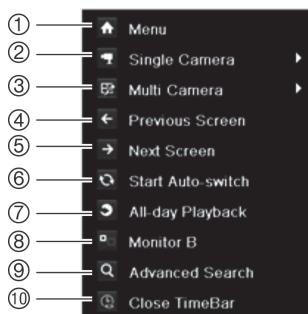 ① Menu
② Single Camera
③ Multi Camera
④ Previous Screen
⑤ Next Screen
⑥ Start Auto-switch
⑦ All-day Playback
⑧ Monitor B
⑨ Advanced Search
⑩ Close TimeBar